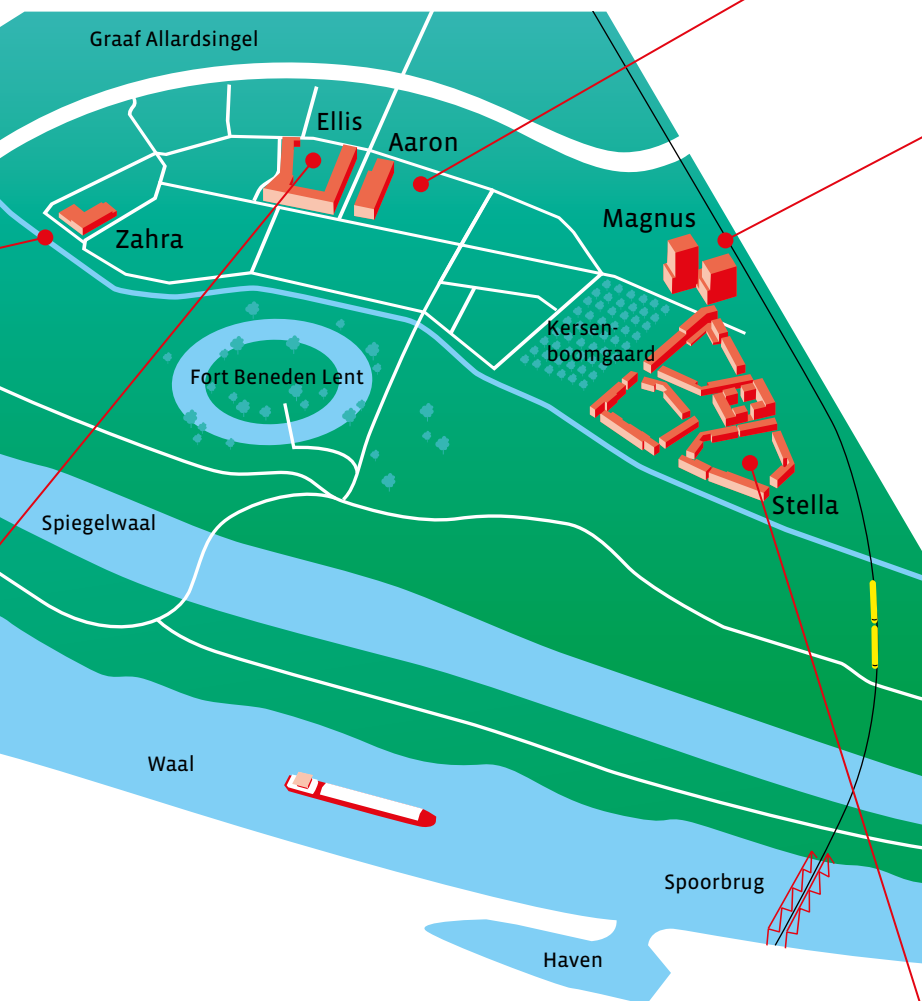 Graaf Allardsingel
Ellis
Aaron
Magnus
Zahra
Kersen-
boomgaard
Fort Beneden Lent
Stella
Spiegelwaal
Waal
Spoorbrug
Haven